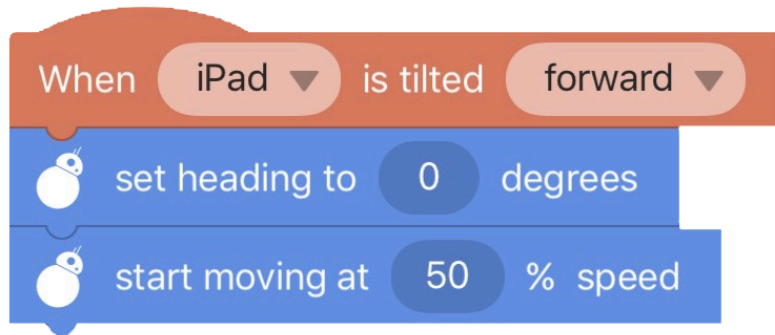 When iPad is tilted forward
set heading to 0 degrees
start moving at 50 % speed